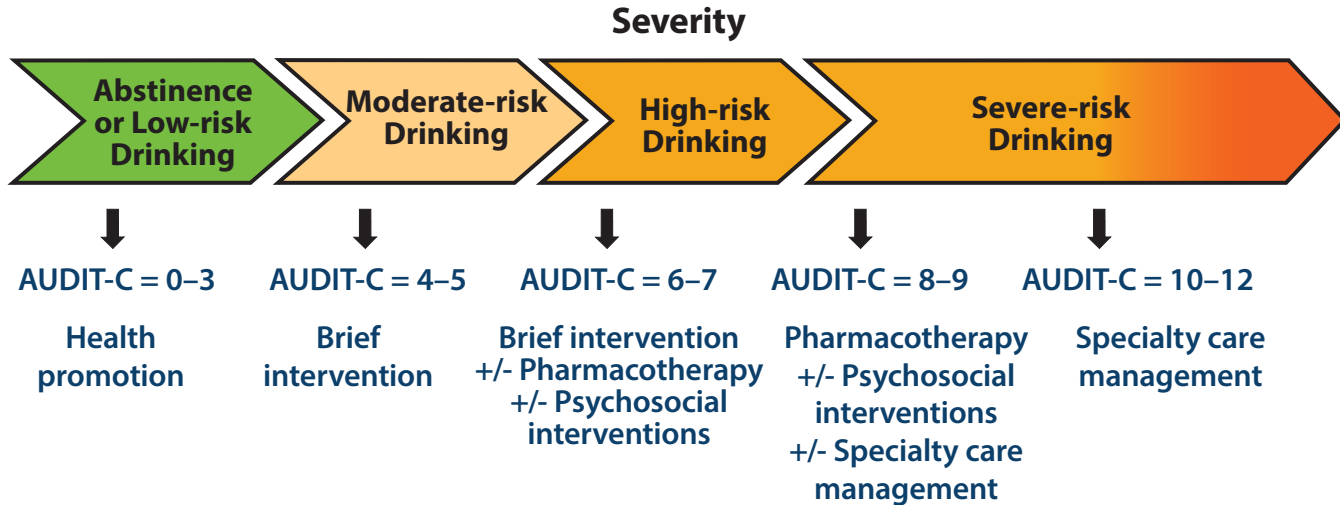 Severity
Abstinence
or Low-risk
Drinking
Moderate-risk
Drinking
High-risk
Drinking
Severe-risk
Drinking
AUDIT-C = 0–3
Health
promotion
AUDIT-C = 4–5
Brief
intervention
AUDIT-C = 6–7
Brief intervention
+/- Pharmacotherapy
+/- Psychosocial
interventions
AUDIT-C = 8–9
Pharmacotherapy
+/- Psychosocial
interventions
+/- Specialty care
management
AUDIT-C = 10–12
Specialty care
management